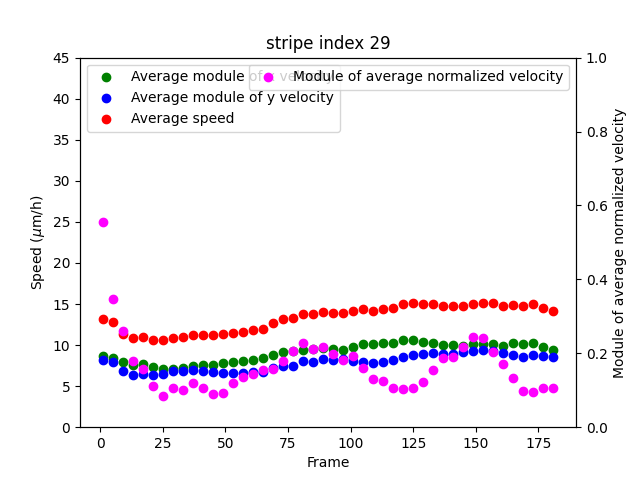 stripe index 29
Average module of x velocity
Average module of y velocity
Average speed
Module of average normalized velocity
45
40
35
30
25
20
15
10
5
0
Speed (μm/h)
1.0
0.8
0.6
0.4
0.2
0.0
Module of average normalized velocity
0 25 50 75 100 125 150 175
Frame